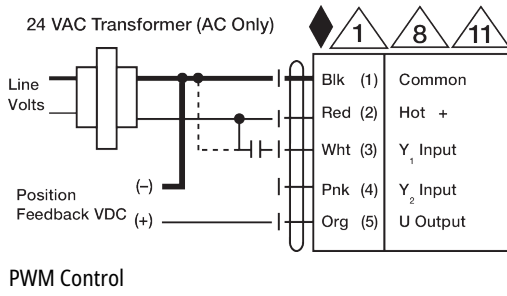 24 VAC Transformer (AC Only)
1 8 11
Line
Volts
Blk (1) Common
Red (2) Hot +
Wht (3) Y1 Input
Pnk (4) Y2 Input
Org (5) U Output
Position
Feedback VDC
(–)
(+)
PWM Control